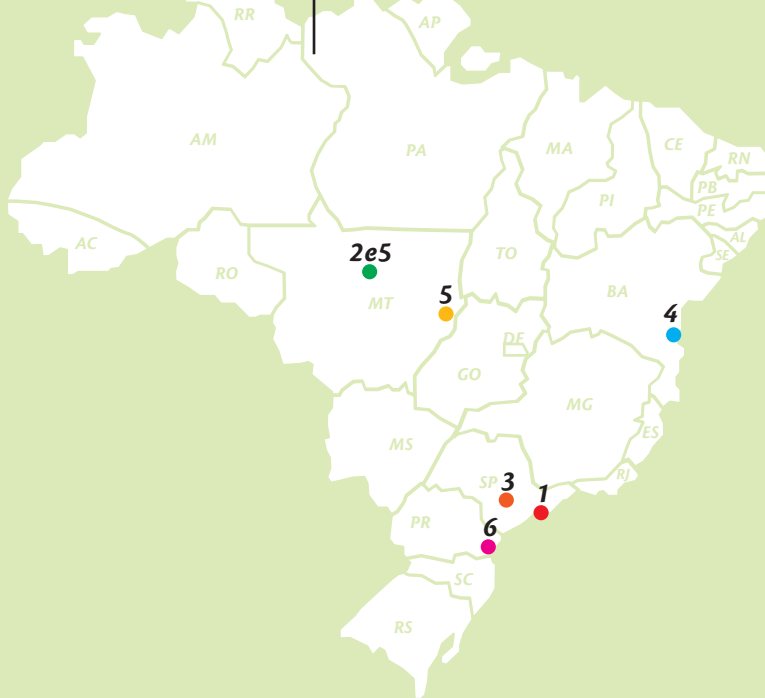 RR
AP
AM
PA
MA
CE
RN
PB
PE
PI
AL
SE
AC
RO
2e5
MT
5
TO
BA
4
DF
GO
MG
ES
MS
SP
3
1
RJ
PR
6
SC
RS